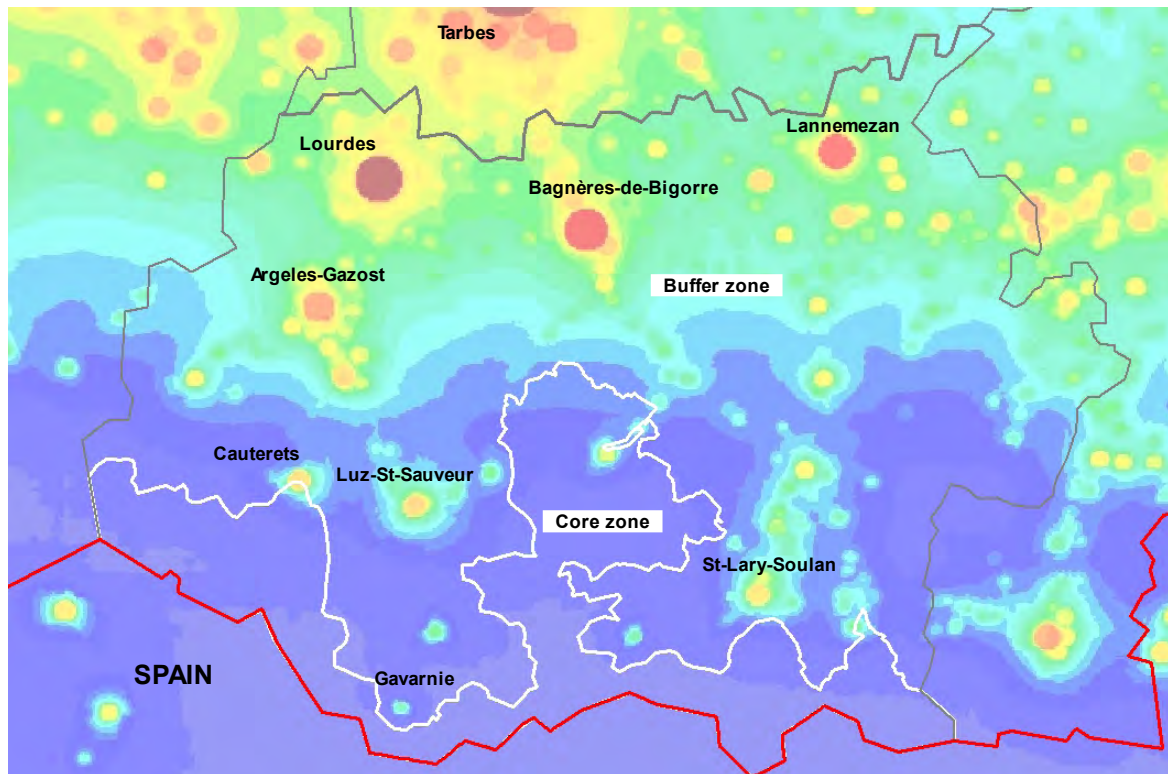 Tarbes
Lannemezan
Lourdes
Bagnères-de-Bigorre
Argeles-Gazost
Buffer zone
Cauterets
Luz-St-Sauveur
Core zone
St-Lary-Soulan
SPAIN
Gavarnie